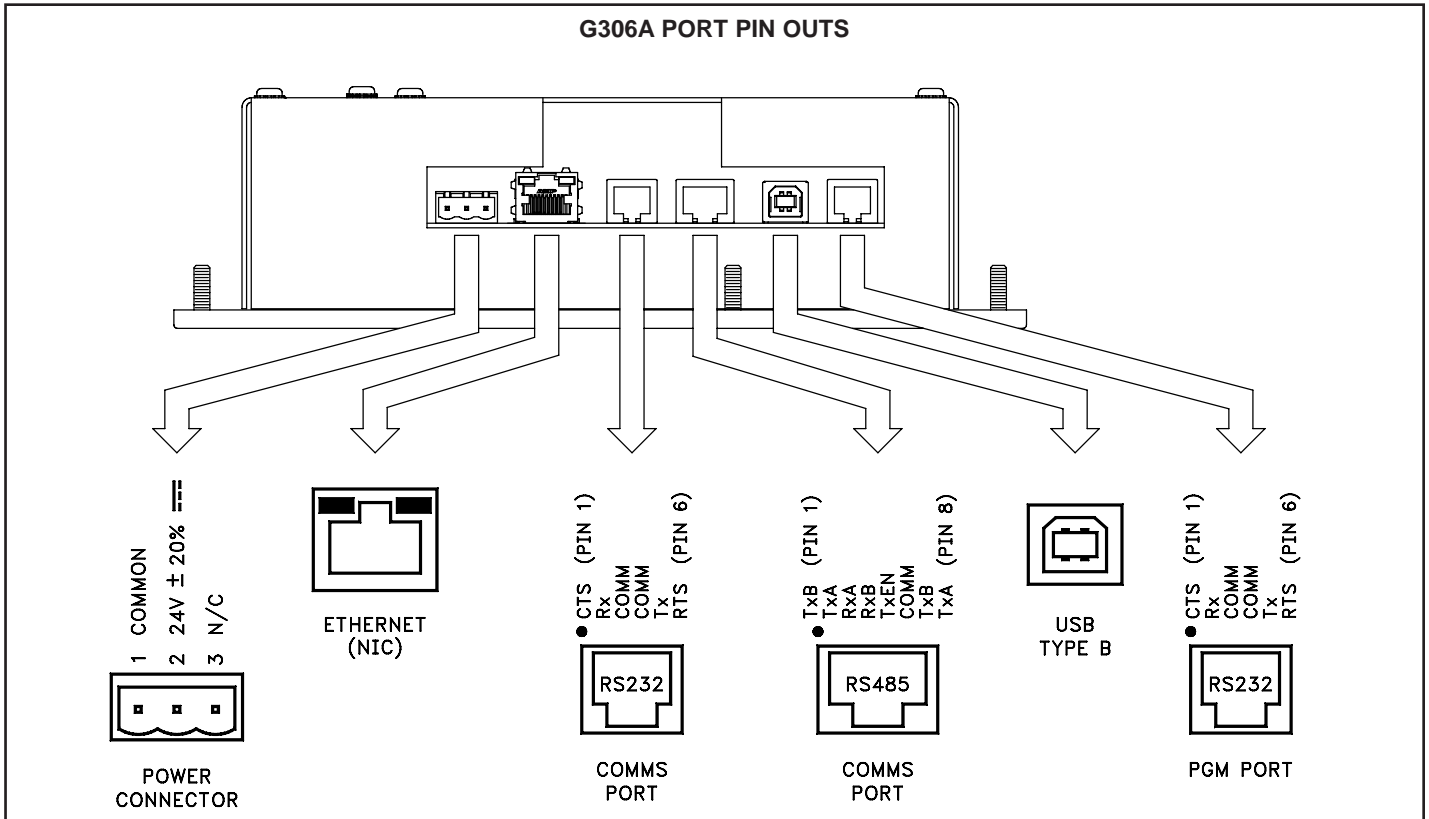 G306A PORT PIN OUTS
1 COMMON
2 24V ± 20% ⎓
3 N/C
POWER
CONNECTOR
ETHERNET
(NIC)
CTS (PIN 1)
Rx
COMM
COMM
Tx
RTS (PIN 6)
RS232
COMMS
PORT
TxB (PIN 1)
TxA
RxA
RxB
TxEN
COMM
TxB
TxA (PIN 8)
RS485
COMMS
PORT
USB
TYPE B
CTS (PIN 1)
Rx
COMM
COMM
Tx
RTS (PIN 6)
RS232
PGM PORT